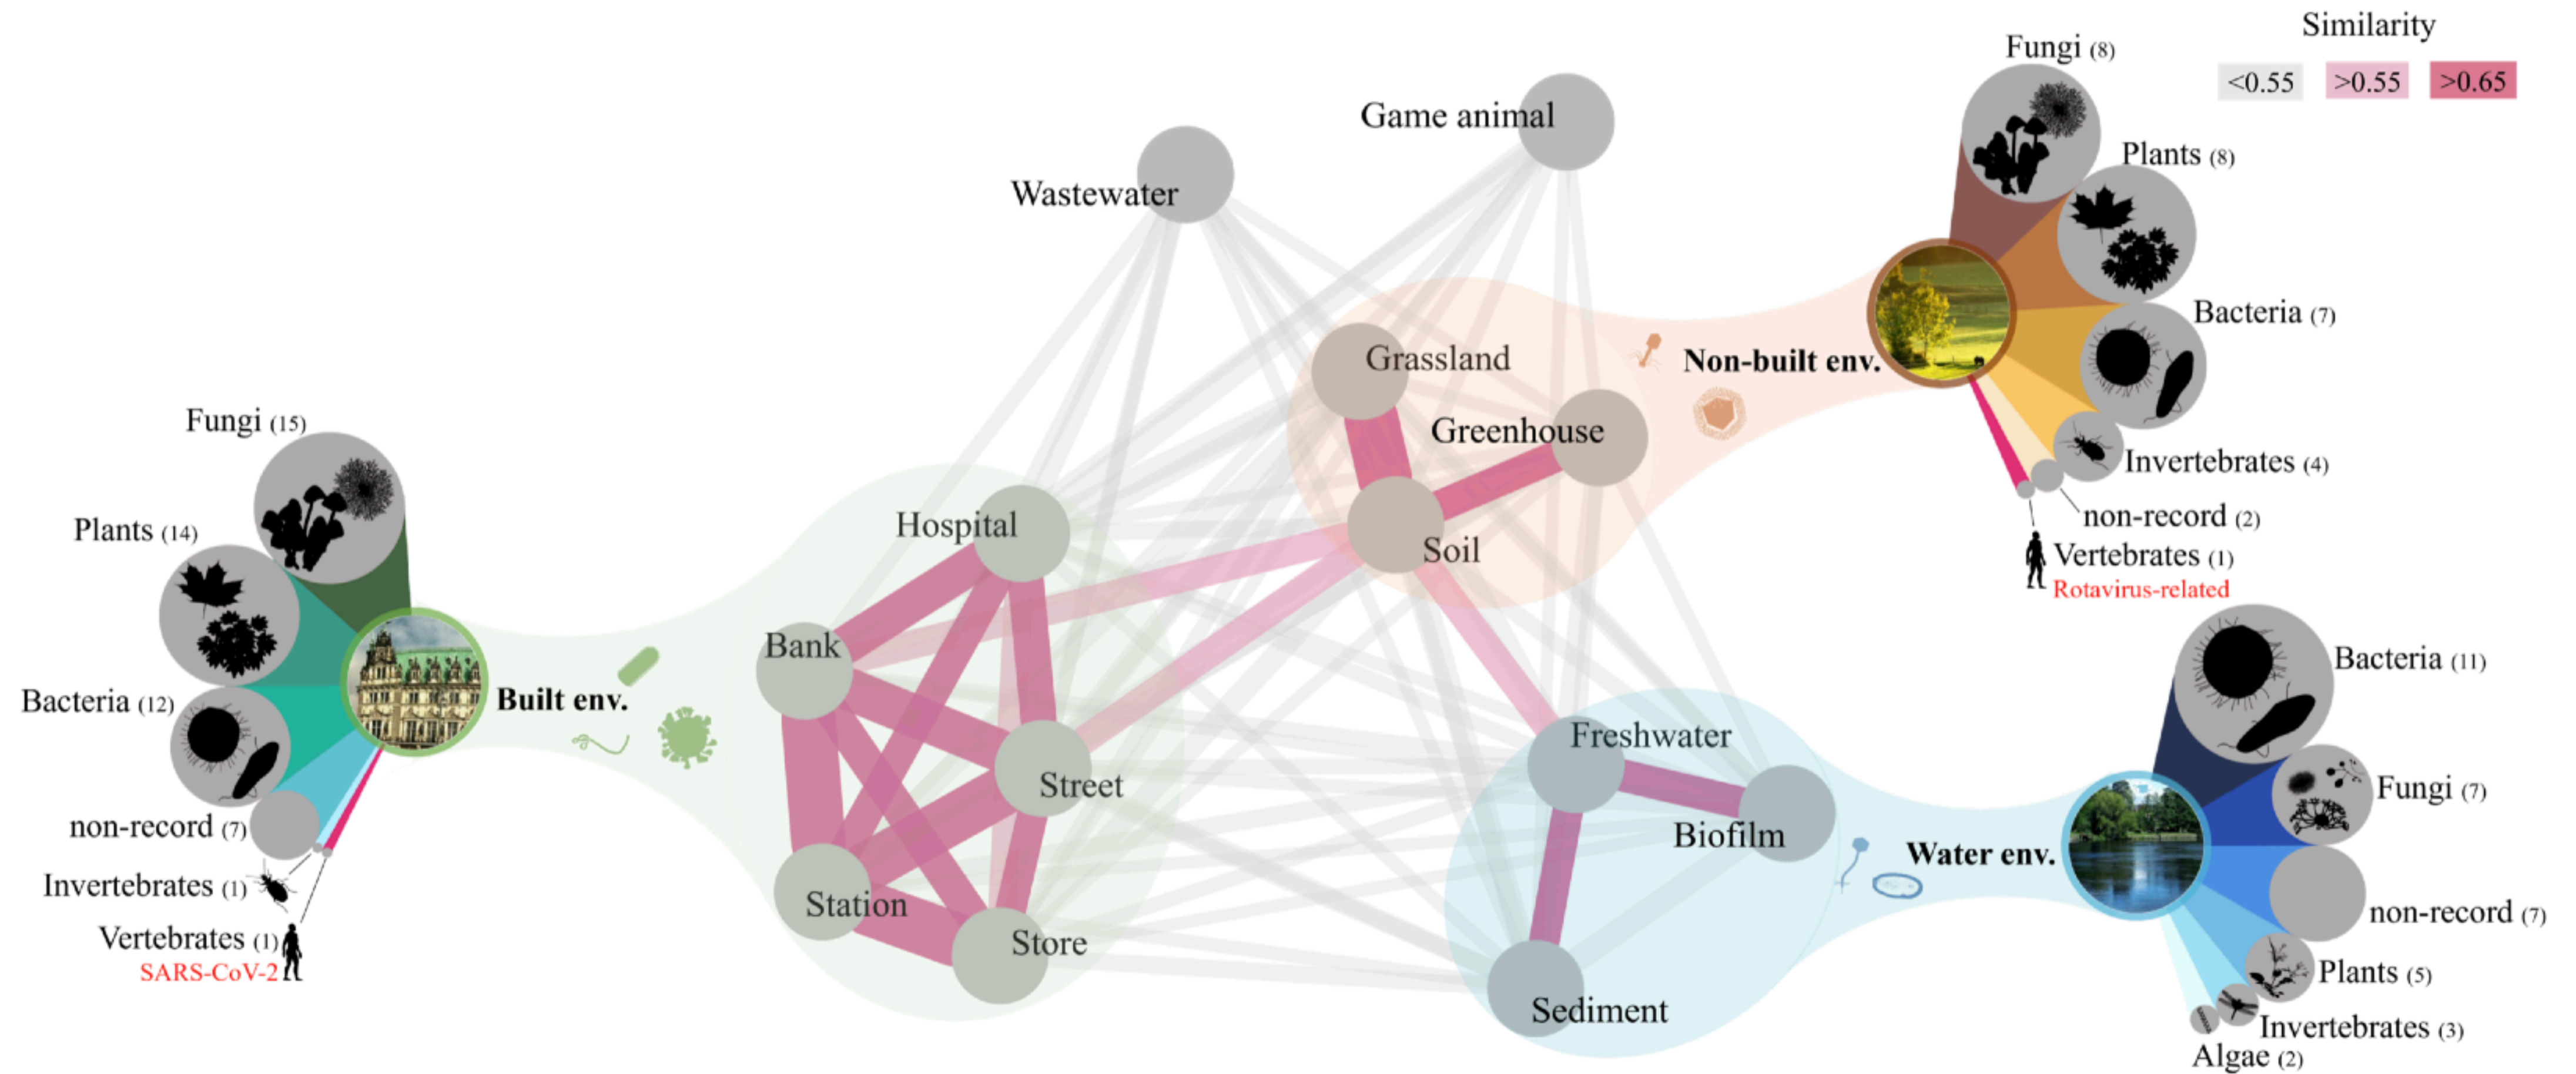 Similarity
<0.55 >0.55 >0.65
Fungi (8)
Plants (8)
Bacteria (7)
Invertebrates (4)
non-record (2)
Vertebrates (1)
Rotavirus-related
Non-built env.
Game animal
Wastewater
Grassland
Greenhouse
Soil
Hospital
Bank
Street
Station
Store
Built env.
Fungi (15)
Plants (14)
Bacteria (12)
non-record (7)
Invertebrates (1)
Vertebrates (1)
SARS-CoV-2
Freshwater
Biofilm
Sediment
Water env.
Bacteria (11)
Fungi (7)
non-record (7)
Plants (5)
Invertebrates (3)
Algae (2)